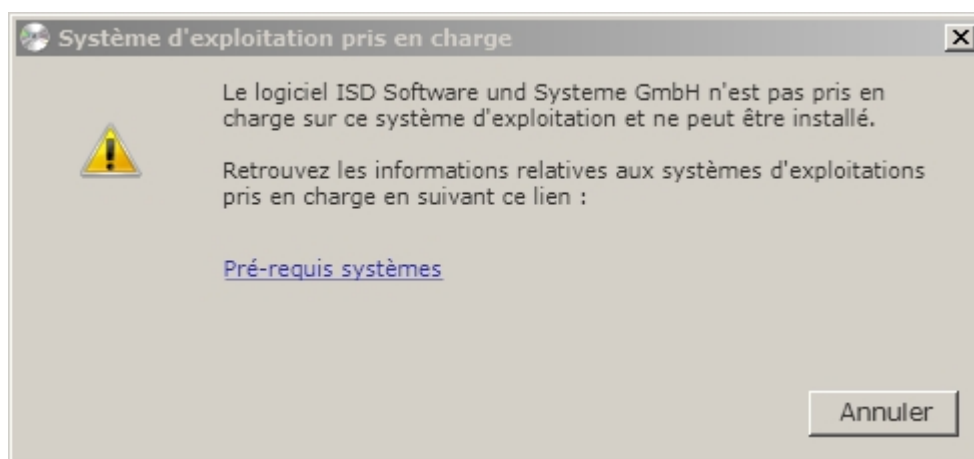 Système d'exploitation pris en charge
Le logiciel ISD Software und Systeme GmbH n'est pas pris en
charge sur ce système d'exploitation et ne peut être installé.
Retrouvez les informations relatives aux systèmes d'exploitations
pris en charge en suivant ce lien :
Pré-requis systèmes
Annuler